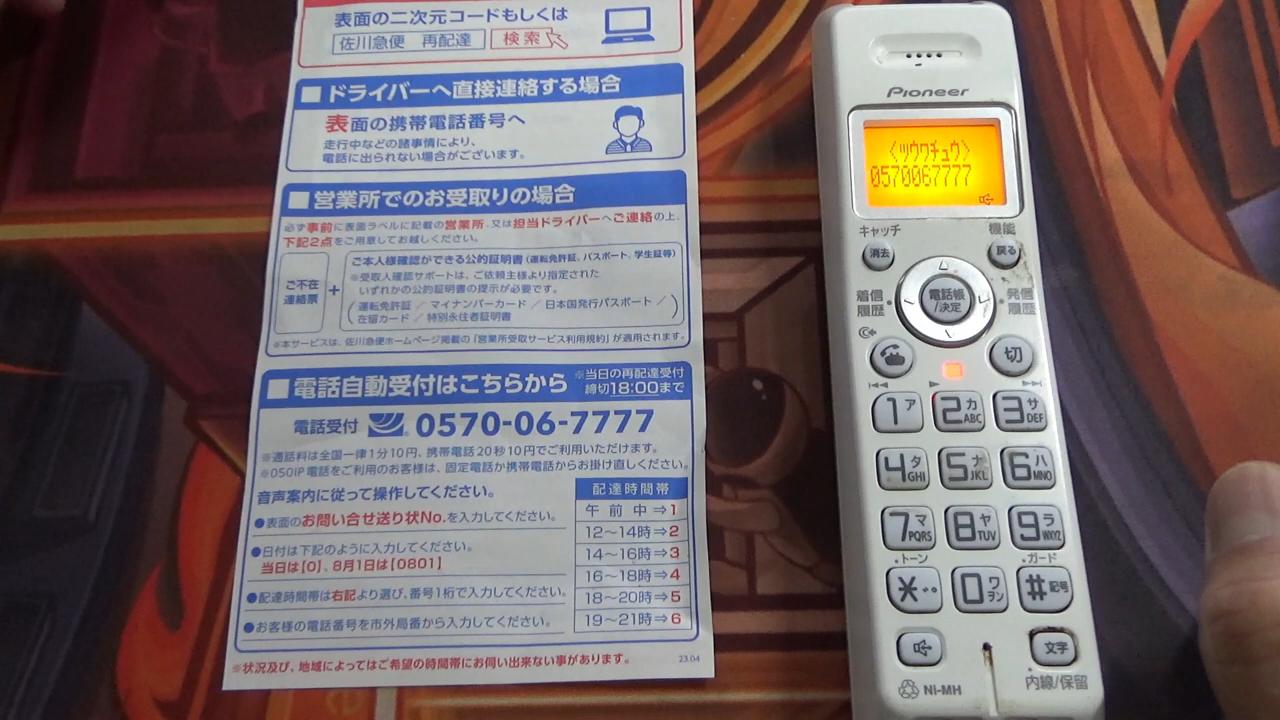 表面の二次元コードもしくは
佐川急便 再配達 検索
■ドライバーへ直接連絡する場合
表面の携帯電話番号へ
走行中などの諸事情により、
電話に出られない場合がございます。
■営業所でのお受取りの場合
必ず事前に表面ラベルに記載の営業所、又は担当ドライバーへご連絡の上、
下記2点をご用意してお越しください。
ご不在
連絡票
+
ご本人様確認ができる公的証明書(運転免許証、パスポート、学生証等)
※受取人確認サポートは、ご依頼主様より指定された
いずれかの公的証明書の提示が必要です。
(運転免許証 / マイナンバーカード / 日本国発行パスポート /
在留カード / 特別永住者証明書)
※本サービスは、佐川急便ホームページ掲載の「営業所受取サービス利用規約」が適用されます。
■電話自動受付はこちらから ※当日の再配達受付
締切18:00まで
電話受付 0570-06-7777
※通話料は全国一律1分10円、携帯電話20秒10円でご利用いただけます。
※050IP電話をご利用のお客様は、固定電話か携帯電話からお掛け直しください。
音声案内に従って操作してください。
●表面のお問い合せ送り状No.を入力してください。
●日付は下記のように入力してください。
当日は【0】、8月1日は【0801】
●配達時間帯は右記より選び、番号1桁で入力してください。
●お客様の電話番号を市外局番から入力してください。
配達時間帯
午前中⇒1
12〜14時⇒2
14〜16時⇒3
16〜18時⇒4
18〜20時⇒5
19〜21時⇒6
※状況及び、地域によってはご希望の時間帯にお伺い出来ない事があります。
23.04
Pioneer
〈ツウワチュウ〉
0570067777
キャッチ 機能
消去 戻る
電話帳
/決定
着信
履歴
発信
履歴
切
1 ア 2 カ ABC 3 サ DEF
4 タ GHI 5 ナ JKL 6 ハ MNO
7 マ PQRS 8 ヤ TUV 9 ラ WXYZ
トーン ガード
＊ ゛゜ 0 ワヲン # 記号
文字
内線/保留
Ni-MH